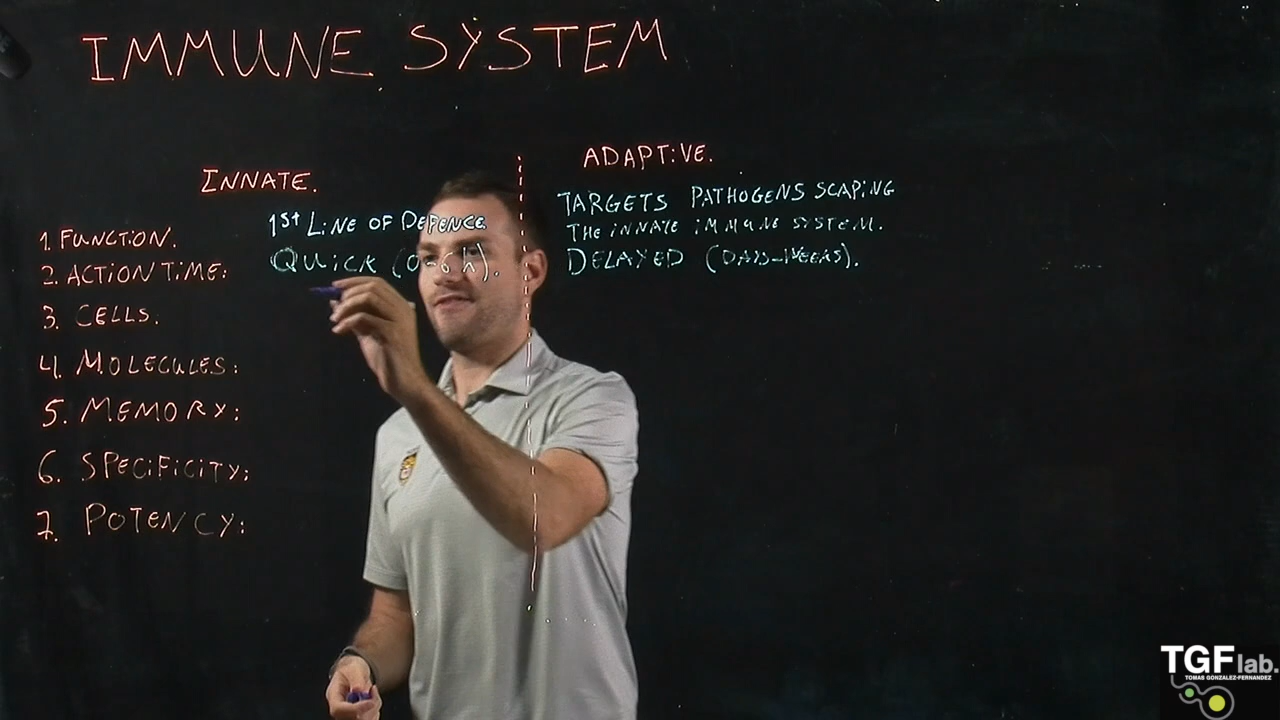 IMMUNE SYSTEM
INNATE.
ADAPTIVE.
1. FUNCTION.
1st LINE OF DEFENCE
TARGETS PATHOGENS SCAPING
THE INNATE IMMUNE SYSTEM.
2. ACTION TIME:
QUICK (0-6 h).
DELAYED (DAYS-WEEKS).
3. CELLS.
4. MOLECULES:
5. MEMORY:
6. SPECIFICITY:
7. POTENCY:
TGF lab.
TOMAS GONZALEZ-FERNANDEZ